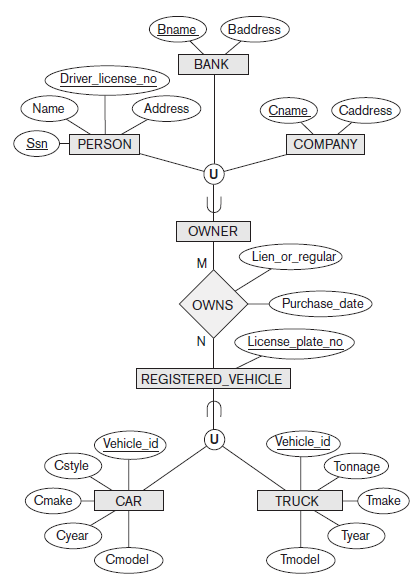 Bname Baddress
BANK
Driver_license_no
Name Address Cname Caddress
Ssn PERSON COMPANY
U
OWNER
M Lien_or_regular
OWNS Purchase_date
N License_plate_no
REGISTERED_VEHICLE
U
Vehicle_id Vehicle_id
Cstyle Tonnage
Cmake CAR TRUCK Tmake
Cyear Tyear
Cmodel Tmodel